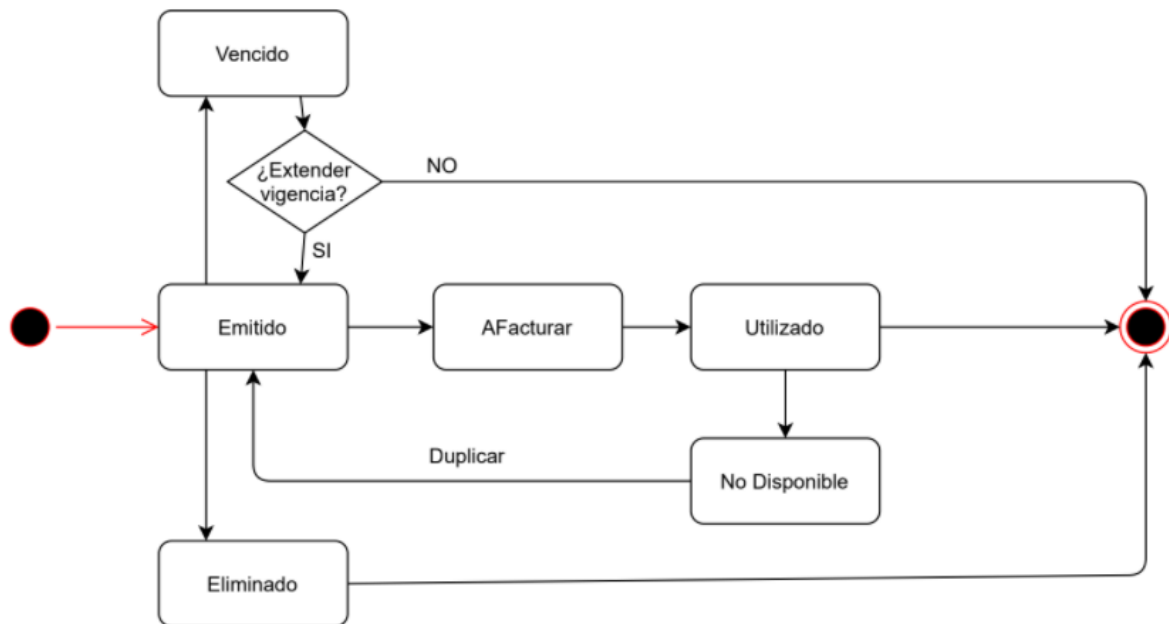 Vencido
¿Extender
vigencia?
NO
SI
Emitido
AFacturar
Utilizado
Duplicar
No Disponible
Eliminado